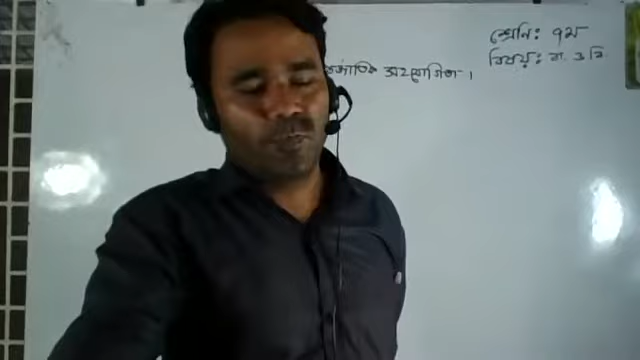 শ্রেণি: ৭ম
বিষয়: বা. ও বি
সহযোগিতা।